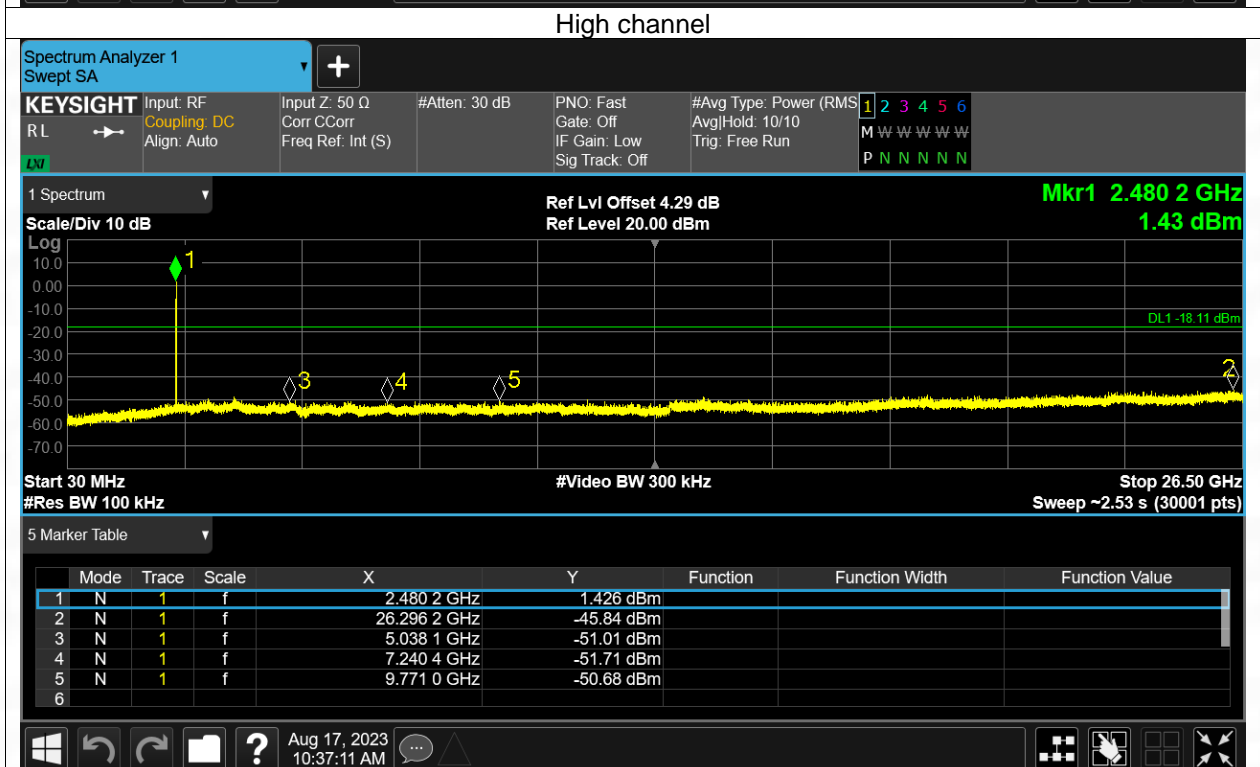 High channel
Spectrum Analyzer 1
Swept SA
KEYSIGHT Input: RF Input Z: 50 Ω #Atten: 30 dB PNO: Fast #Avg Type: Power (RMS 1 2 3 4 5 6
RL Coupling: DC Corr CCorr Gate: Off Avg|Hold: 10/10 M W W W W W
Align: Auto Freq Ref: Int (S) IF Gain: Low Trig: Free Run
LXI Sig Track: Off P N N N N N
1 Spectrum Ref Lvl Offset 4.29 dB Mkr1 2.480 2 GHz
Scale/Div 10 dB Ref Level 20.00 dBm 1.43 dBm
Log
10.0 1
0.00
-10.0
DL1 -18.11 dBm
-20.0
-30.0
-40.0 3 4 5 2
-50.0
-60.0
-70.0
Start 30 MHz #Video BW 300 kHz Stop 26.50 GHz
#Res BW 100 kHz Sweep ~2.53 s (30001 pts)
5 Marker Table
Mode Trace Scale X Y Function Function Width Function Value
1 N 1 f 2.480 2 GHz 1.426 dBm
2 N 1 f 26.296 2 GHz -45.84 dBm
3 N 1 f 5.038 1 GHz -51.01 dBm
4 N 1 f 7.240 4 GHz -51.71 dBm
5 N 1 f 9.771 0 GHz -50.68 dBm
6
? Aug 17, 2023
10:37:11 AM